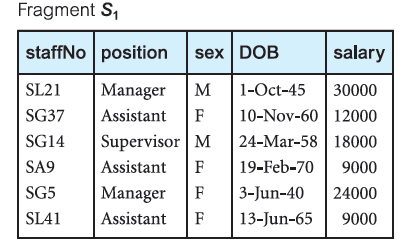 Fragment S1
staffNo position sex DOB salary
SL21 Manager M 1-Oct-45 30000
SG37 Assistant F 10-Nov-60 12000
SG14 Supervisor M 24-Mar-58 18000
SA9 Assistant F 19-Feb-70 9000
SG5 Manager F 3-Jun-40 24000
SL41 Assistant F 13-Jun-65 9000